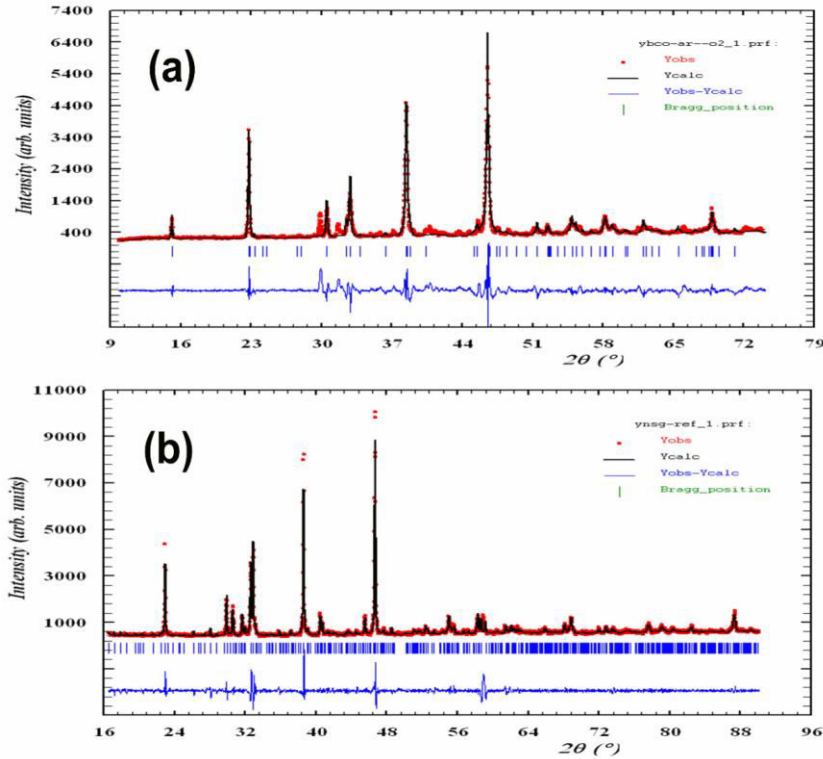 7400
6400
5400
4400
3400
2400
1400
400
Intensity (arb. units)
(a)
ybco-ar--o2_1.prf:
Yobs
Ycalc
Yobs-Ycalc
Bragg_position
9 16 23 30 37 44 51 58 65 72 79
2θ (°)
11000
9000
7000
5000
3000
1000
Intensity (arb. units)
(b)
ynsg-ref_1.prf:
Yobs
Ycalc
Yobs-Ycalc
Bragg_position
16 24 32 40 48 56 64 72 80 88 96
2θ (°)